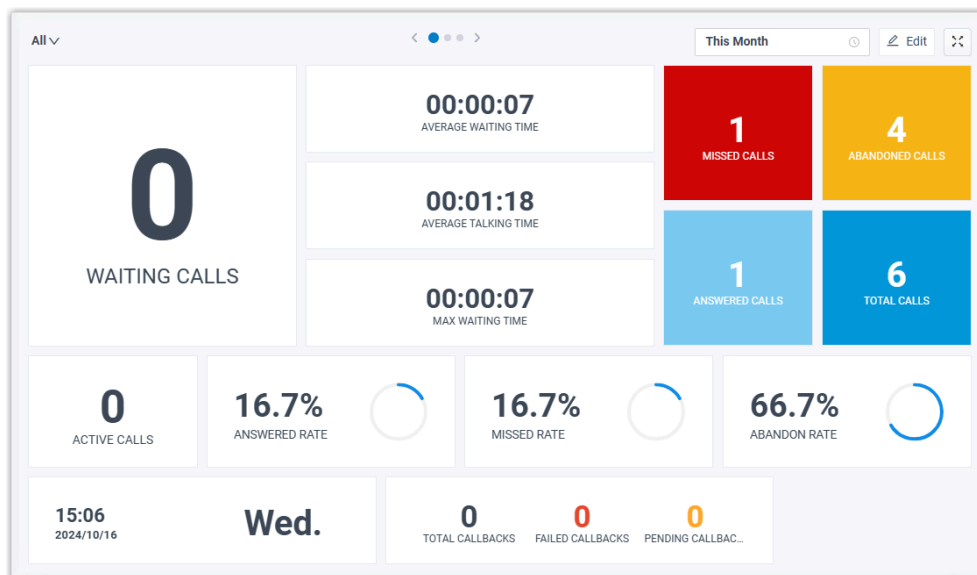 All
This Month
Edit
0
WAITING CALLS
00:00:07
AVERAGE WAITING TIME
00:01:18
AVERAGE TALKING TIME
00:00:07
MAX WAITING TIME
1
MISSED CALLS
4
ABANDONED CALLS
1
ANSWERED CALLS
6
TOTAL CALLS
0
ACTIVE CALLS
16.7%
ANSWERED RATE
16.7%
MISSED RATE
66.7%
ABANDON RATE
15:06
2024/10/16
Wed.
0
TOTAL CALLBACKS
0
FAILED CALLBACKS
0
PENDING CALLBAC...